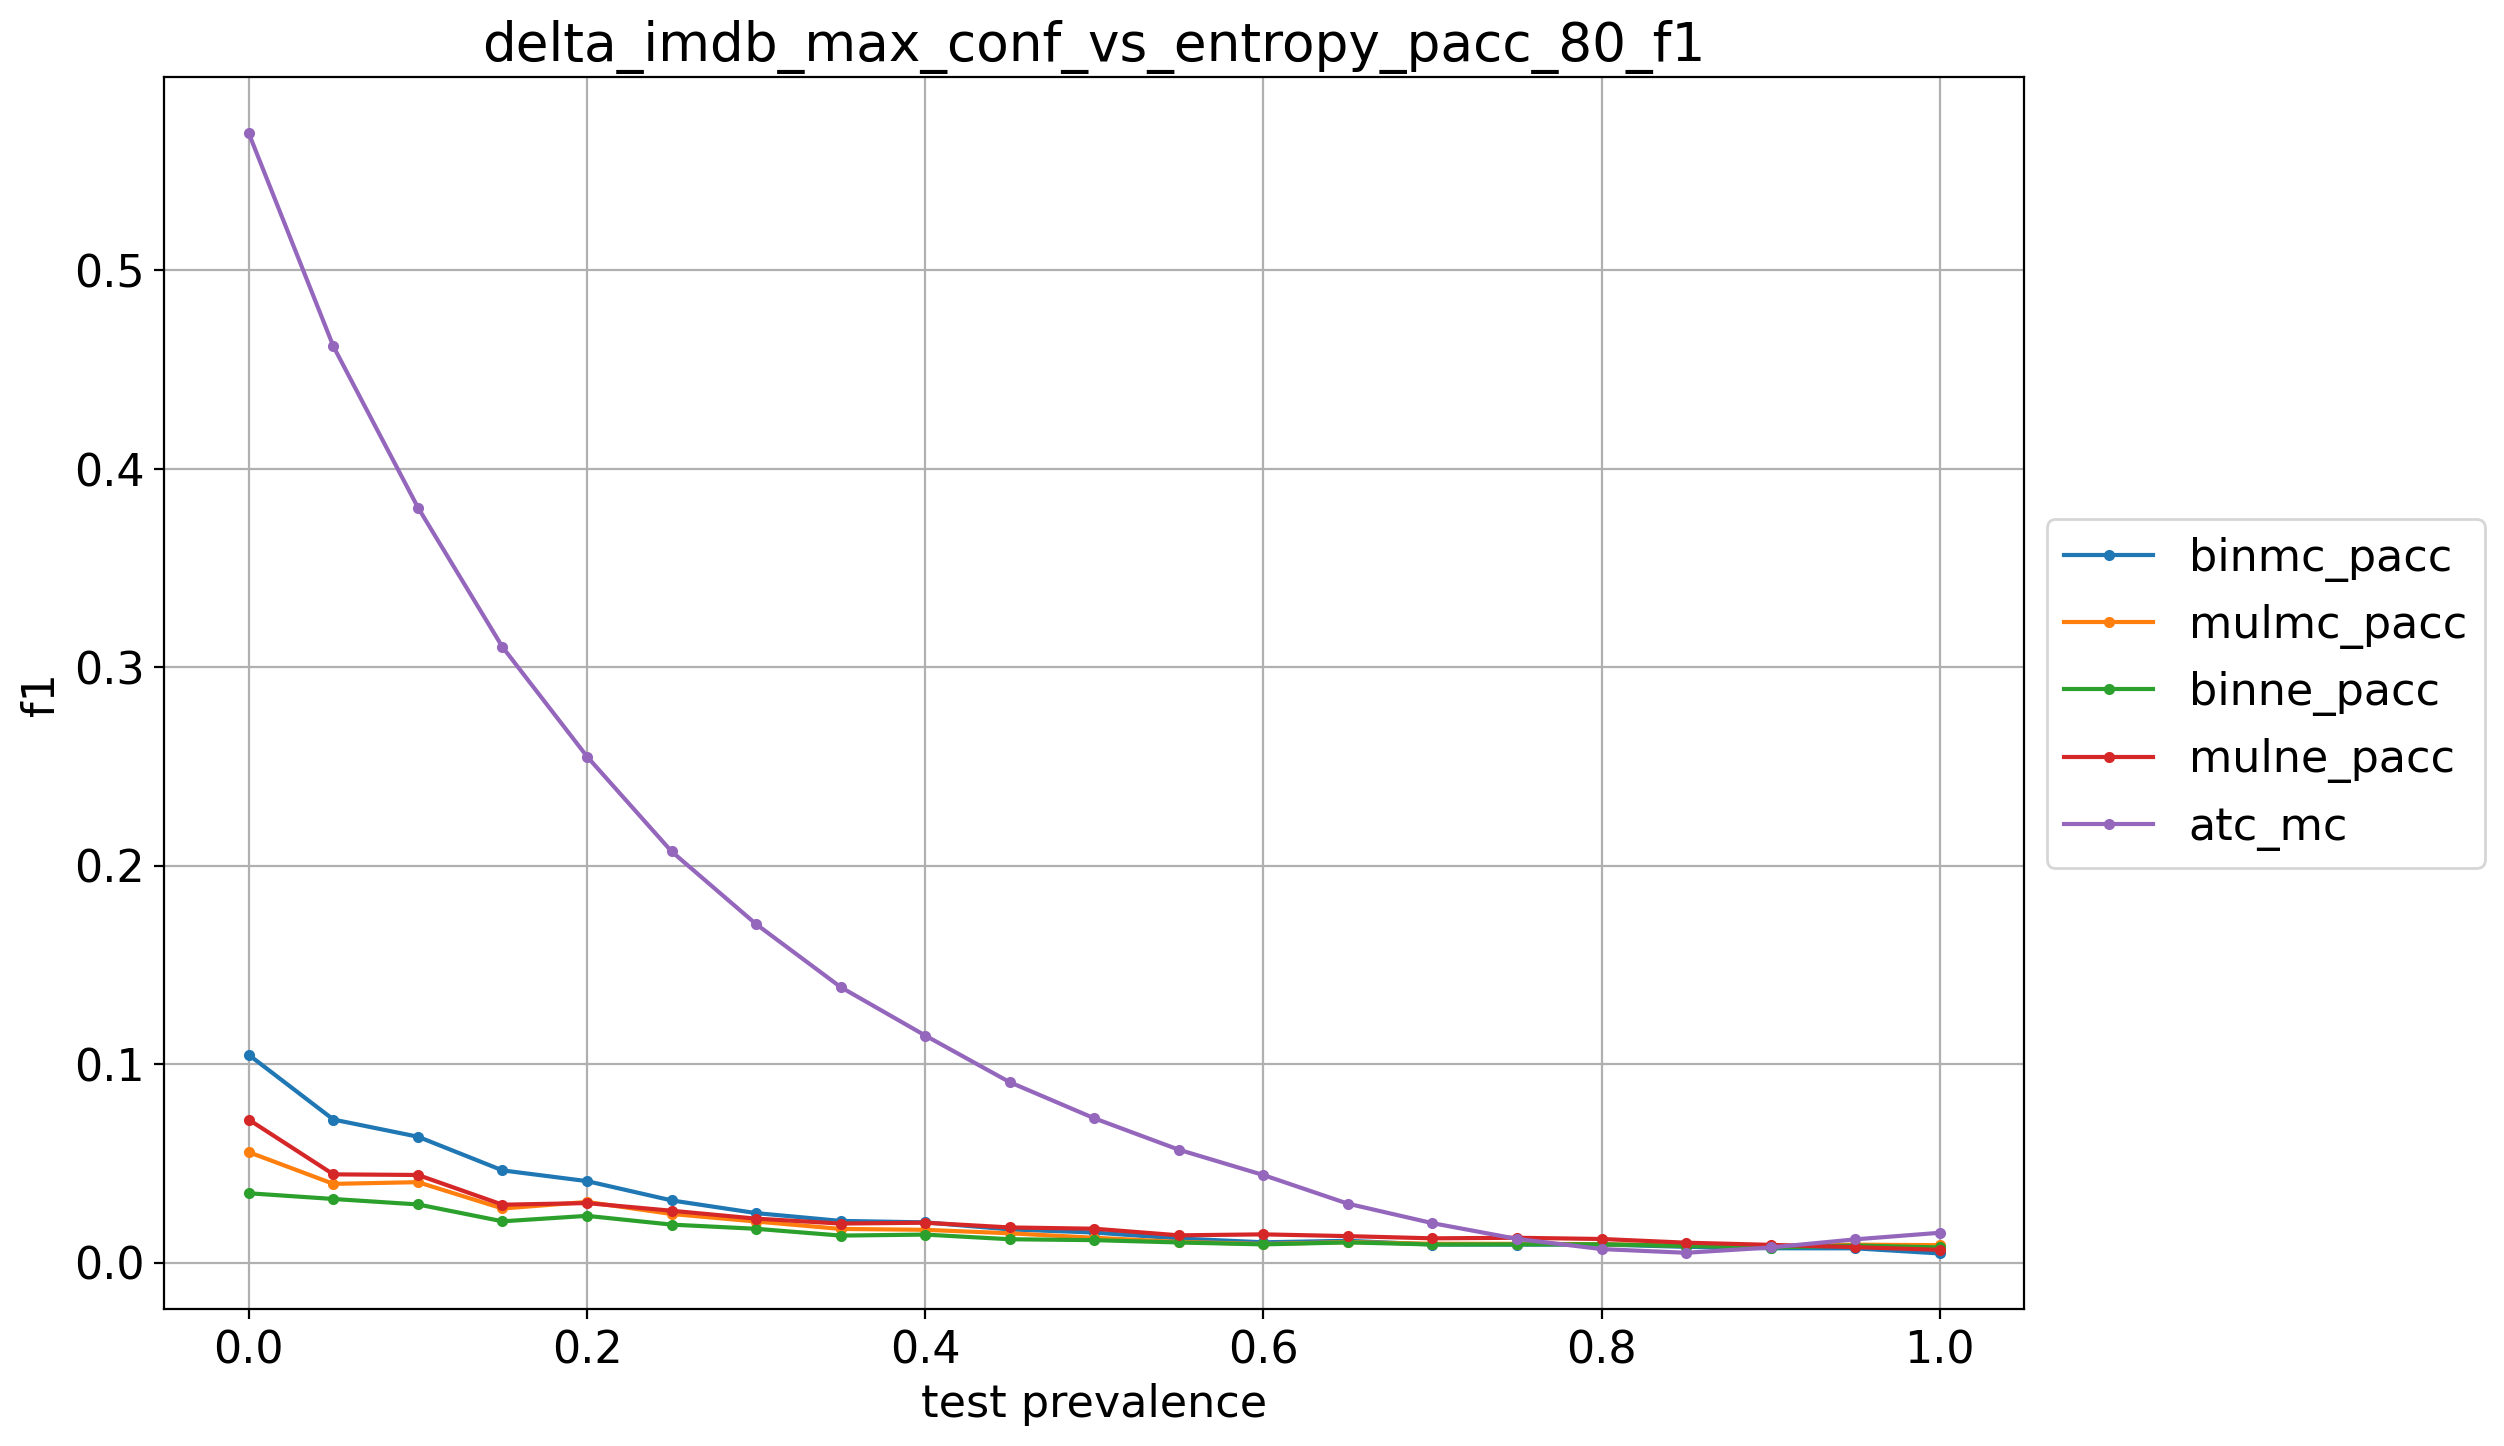 delta_imdb_max_conf_vs_entropy_pacc_80_f1
f1
0.5
0.4
0.3
0.2
0.1
0.0
0.0 0.2 0.4 0.6 0.8 1.0
test prevalence
binmc_pacc
mulmc_pacc
binne_pacc
mulne_pacc
atc_mc